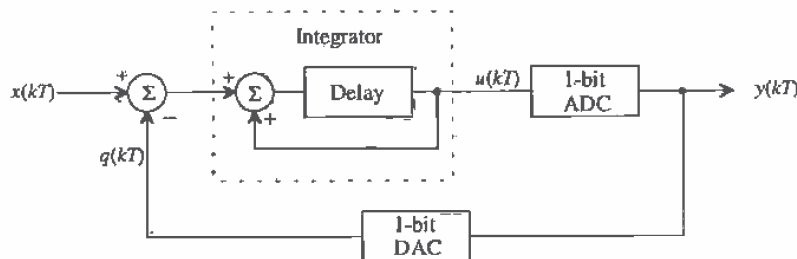 Integrator
x(kT)
+
Σ
−
+
Σ
+
Delay
u(kT)
1-bit
ADC
y(kT)
q(kT)
1-bit
DAC